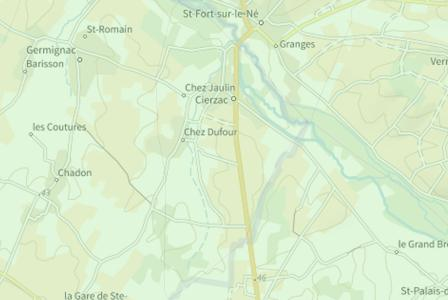 St-Fort-sur-le-Né
St-Romain
Granges
Germignac
Barisson
Ver
Chez Jaulin
Cierzac
les Coutures
Chez Dufour
Chadon
43
le Grand Br
46
la Gare de Ste-
St-Palais-d